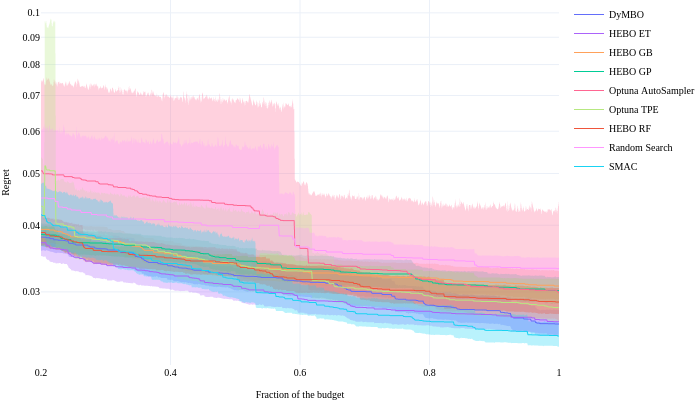 0.1
0.09
0.08
0.07
0.06
0.05
0.04
0.03
Regret
0.2
0.4
0.6
0.8
1
Fraction of the budget
DyMBO
HEBO ET
HEBO GB
HEBO GP
Optuna AutoSampler
Optuna TPE
HEBO RF
Random Search
SMAC